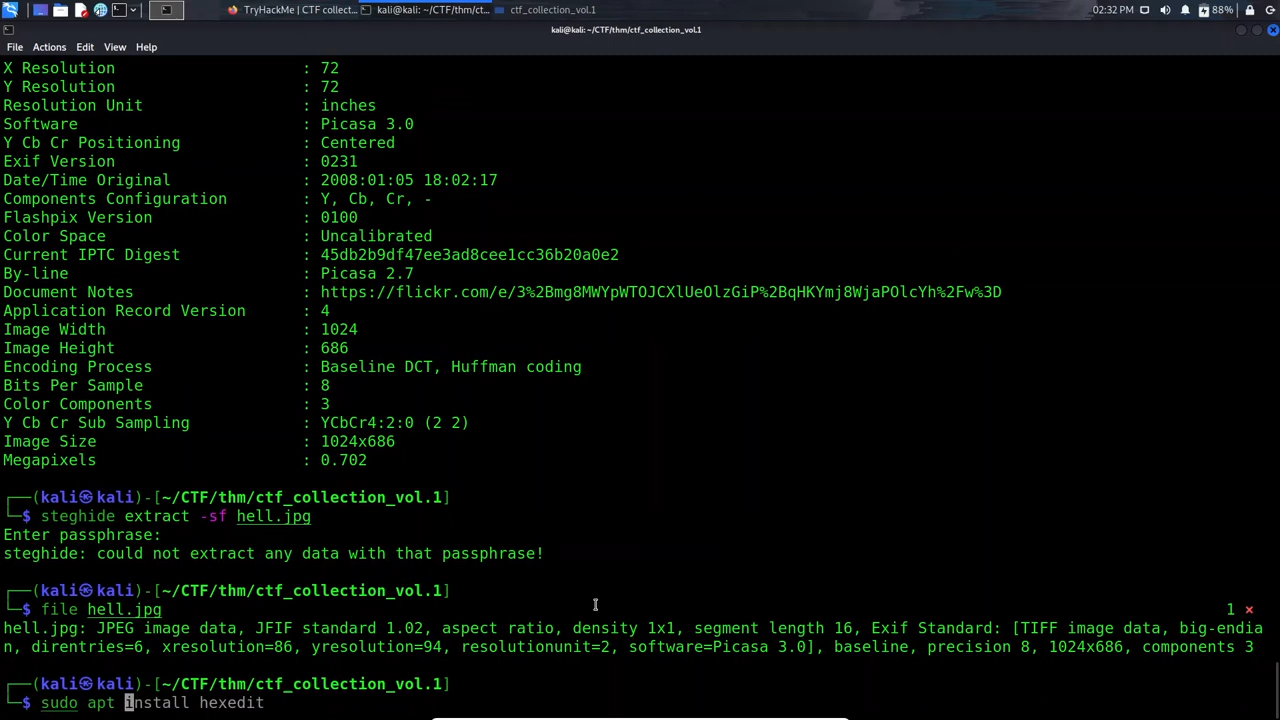 TryHackMe | CTF collect... kali@kali: ~/CTF/thm/ct... ctf_collection_vol.1 02:32 PM 88%
kali@kali: ~/CTF/thm/ctf_collection_vol.1
File Actions Edit View Help
X Resolution : 72
Y Resolution : 72
Resolution Unit : inches
Software : Picasa 3.0
Y Cb Cr Positioning : Centered
Exif Version : 0231
Date/Time Original : 2008:01:05 18:02:17
Components Configuration : Y, Cb, Cr, -
Flashpix Version : 0100
Color Space : Uncalibrated
Current IPTC Digest : 45db2b9df47ee3ad8cee1cc36b20a0e2
By-line : Picasa 2.7
Document Notes : https://flickr.com/e/3%2Bmg8MWYpWTOJCXlUeOlzGiP%2BqHKYmj8WjaPOlcYh%2Fw%3D
Application Record Version : 4
Image Width : 1024
Image Height : 686
Encoding Process : Baseline DCT, Huffman coding
Bits Per Sample : 8
Color Components : 3
Y Cb Cr Sub Sampling : YCbCr4:2:0 (2 2)
Image Size : 1024x686
Megapixels : 0.702
┌──(kali㉿kali)-[~/CTF/thm/ctf_collection_vol.1]
└─$ steghide extract -sf hell.jpg
Enter passphrase:
steghide: could not extract any data with that passphrase!
┌──(kali㉿kali)-[~/CTF/thm/ctf_collection_vol.1]
└─$ file hell.jpg 1 ×
hell.jpg: JPEG image data, JFIF standard 1.02, aspect ratio, density 1x1, segment length 16, Exif Standard: [TIFF image data, big-endia
n, direntries=6, xresolution=86, yresolution=94, resolutionunit=2, software=Picasa 3.0], baseline, precision 8, 1024x686, components 3
┌──(kali㉿kali)-[~/CTF/thm/ctf_collection_vol.1]
└─$ sudo apt install hexedit